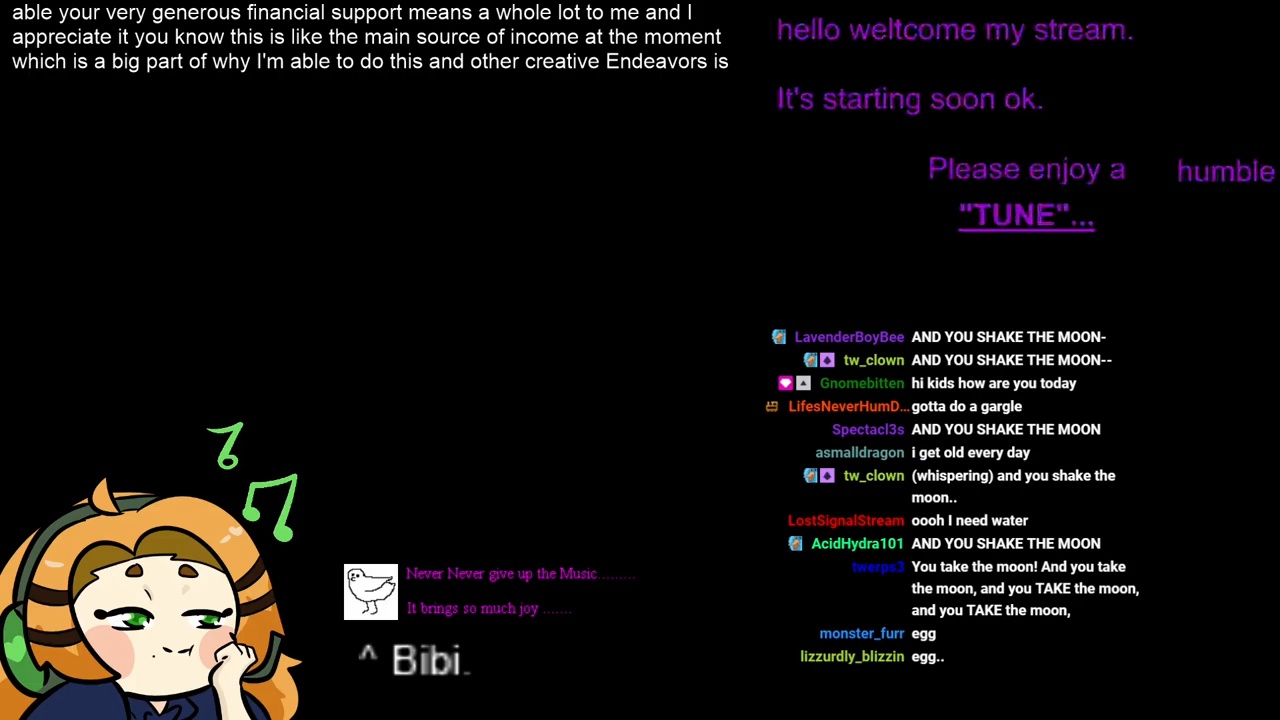 able your very generous financial support means a whole lot to me and I
appreciate it you know this is like the main source of income at the moment
which is a big part of why I'm able to do this and other creative Endeavors is
hello weltcome my stream.
It's starting soon ok.
Please enjoy a humble
"TUNE"...
LavenderBoyBee AND YOU SHAKE THE MOON-
tw_clown AND YOU SHAKE THE MOON--
Gnomebitten hi kids how are you today
LifesNeverHumD... gotta do a gargle
Spectacl3s AND YOU SHAKE THE MOON
asmalldragon i get old every day
tw_clown (whispering) and you shake the
moon..
LostSignalStream oooh I need water
AcidHydra101 AND YOU SHAKE THE MOON
twerps3 You take the moon! And you take
the moon, and you TAKE the moon,
and you TAKE the moon,
monster_furr egg
lizzurdly_blizzin egg..
Never Never give up the Music.........
It brings so much joy .......
^ Bibi.